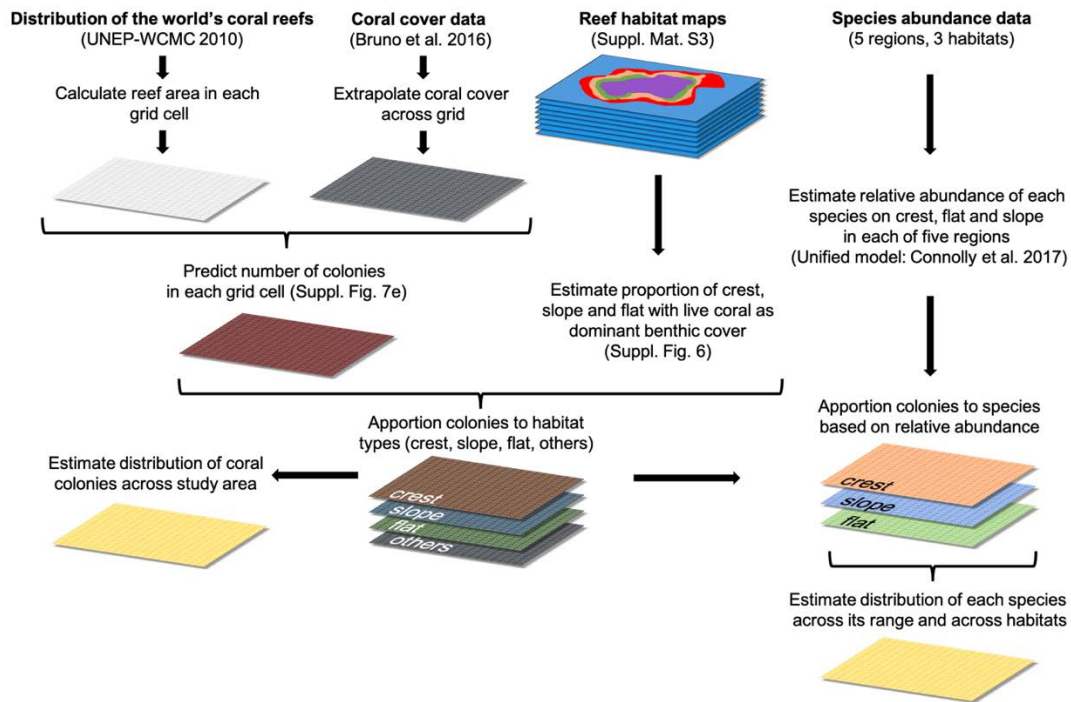 Distribution of the world's coral reefs
(UNEP-WCMC 2010)
Calculate reef area in each
grid cell
Coral cover data
(Bruno et al. 2016)
Extrapolate coral cover
across grid
Reef habitat maps
(Suppl. Mat. S3)
Species abundance data
(5 regions, 3 habitats)
Predict number of colonies
in each grid cell (Suppl. Fig. 7e)
Estimate proportion of crest,
slope and flat with live coral as
dominant benthic cover
(Suppl. Fig. 6)
Estimate relative abundance of each
species on crest, flat and slope
in each of five regions
(Unified model: Connolly et al. 2017)
Apportion colonies to habitat
types (crest, slope, flat, others)
crest
slope
flat
others
Estimate distribution of coral
colonies across study area
Apportion colonies to species
based on relative abundance
crest
slope
flat
Estimate distribution of each species
across its range and across habitats